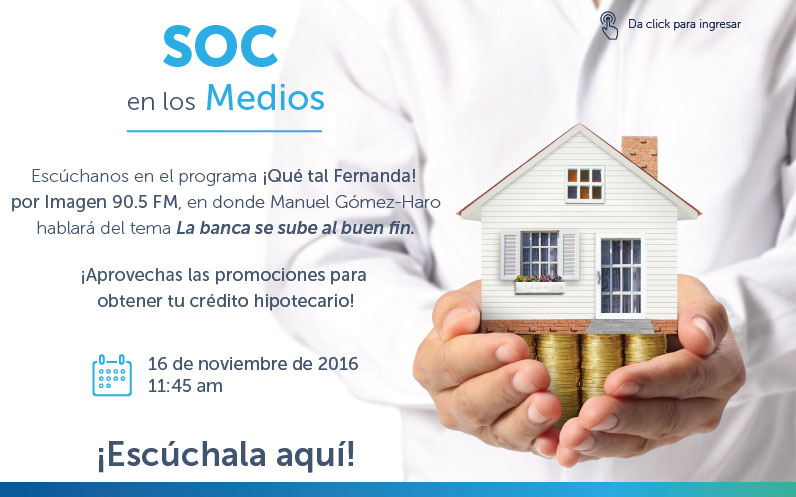 Da click para ingresar
SOC
en los Medios
Escúchanos en el programa ¡Qué tal Fernanda!
por Imagen 90.5 FM, en donde Manuel Gómez-Haro
hablará del tema La banca se sube al buen fin.
¡Aprovechas las promociones para
obtener tu crédito hipotecario!
16 de noviembre de 2016
11:45 am
¡Escúchala aquí!